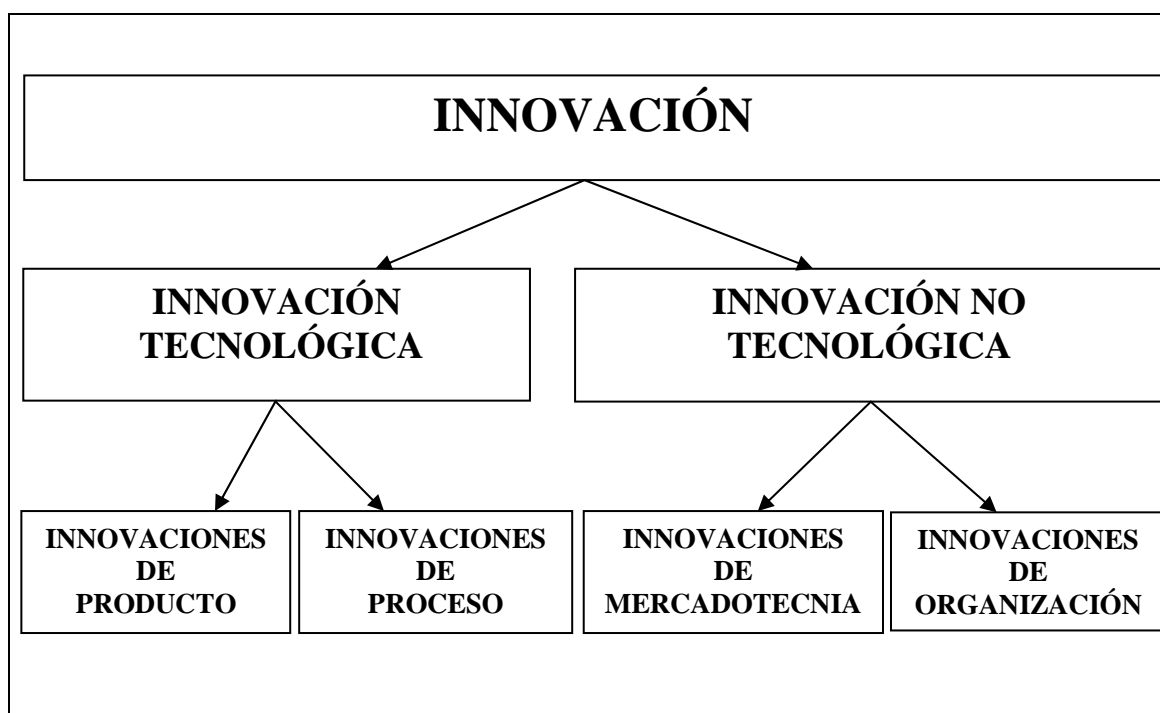 INNOVACIÓN
INNOVACIÓN
TECNOLÓGICA
INNOVACIÓN NO
TECNOLÓGICA
INNOVACIONES
DE
PRODUCTO
INNOVACIONES
DE
PROCESO
INNOVACIONES
DE
MERCADOTECNIA
INNOVACIONES
DE
ORGANIZACIÓN